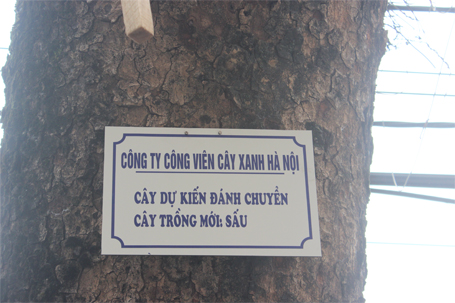 CÔNG TY CÔNG VIÊN CÂY XANH HÀ NỘI
CÂY DỰ KIẾN ĐÁNH CHUYỂN
CÂY TRỒNG MỚI: SẤU